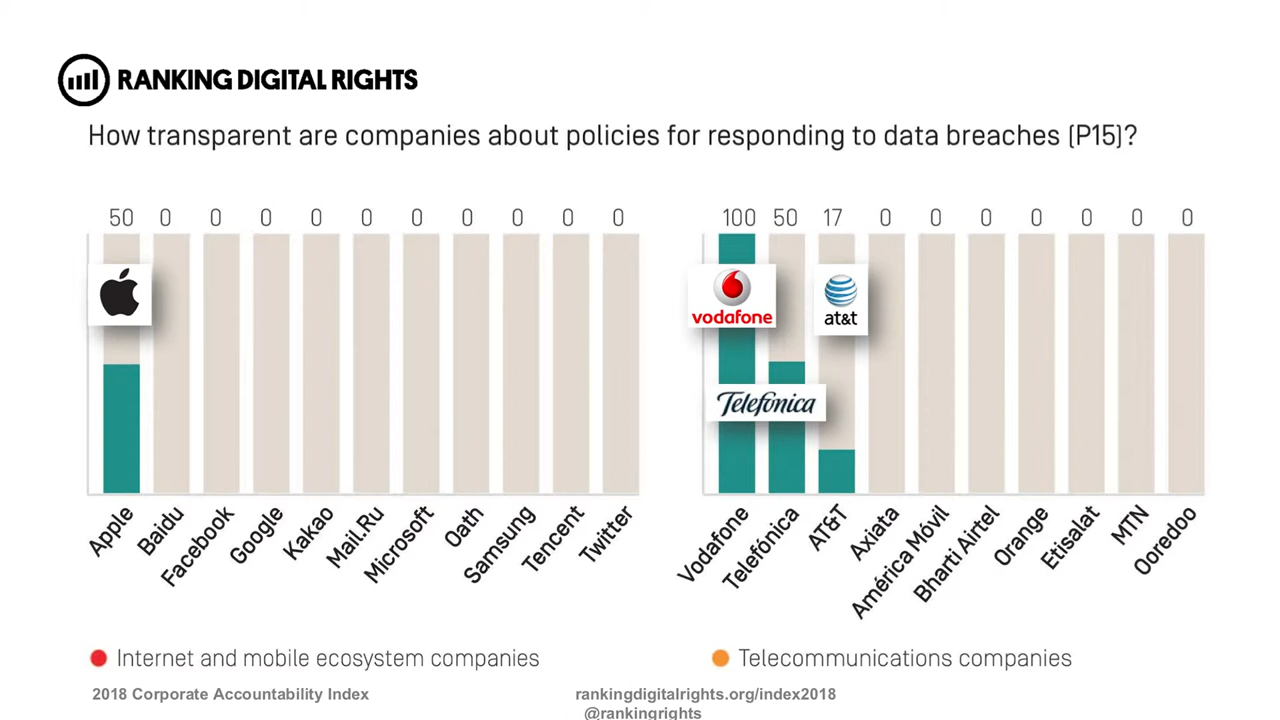 RANKING DIGITAL RIGHTS
How transparent are companies about policies for responding to data breaches (P15)?
50 0 0 0 0 0 0 0 0 0 0
100 50 17 0 0 0 0 0 0 0
vodafone
at&t
Telefónica
Apple
Baidu
Facebook
Google
Kakao
Mail.Ru
Microsoft
Oath
Samsung
Tencent
Twitter
Vodafone
Telefónica
AT&T
Axiata
América Móvil
Bharti Airtel
Orange
Etisalat
MTN
Ooredoo
Internet and mobile ecosystem companies
Telecommunications companies
2018 Corporate Accountability Index
rankingdigitalrights.org/index2018
@rankingrights